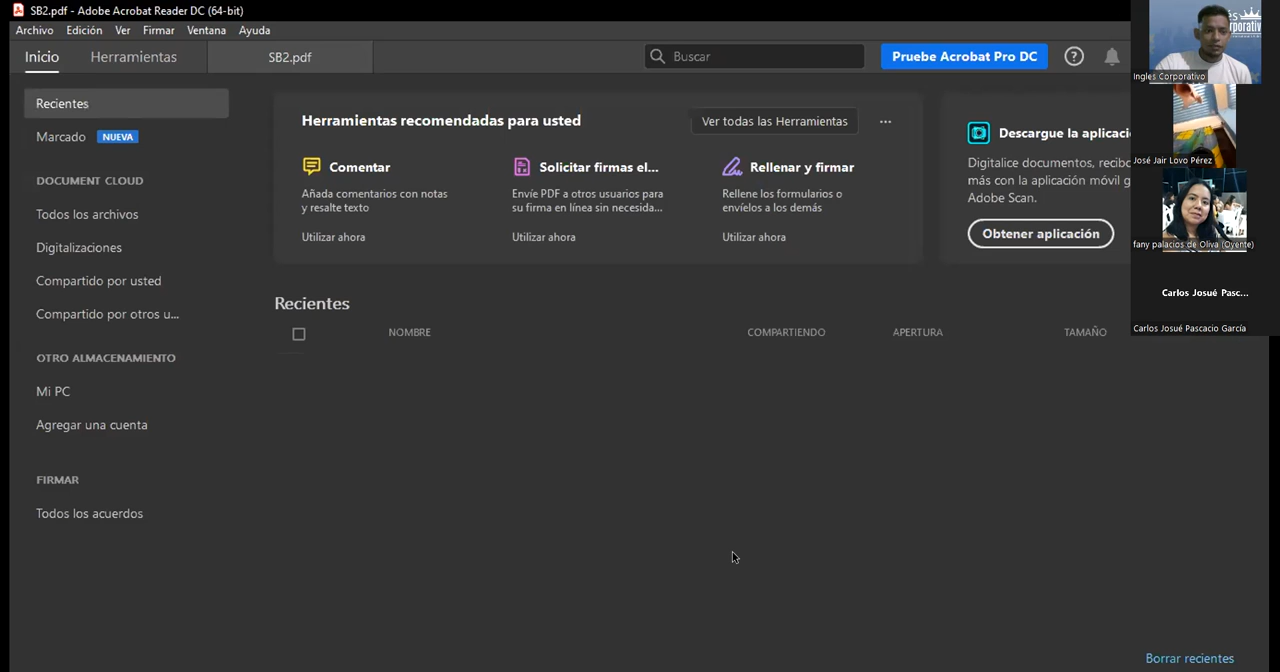 SB2.pdf - Adobe Acrobat Reader DC (64-bit)
Archivo Edición Ver Firmar Ventana Ayuda
Inicio Herramientas SB2.pdf Buscar Pruebe Acrobat Pro DC
Recientes
Marcado NUEVA
DOCUMENT CLOUD
Todos los archivos
Digitalizaciones
Compartido por usted
Compartido por otros u...
OTRO ALMACENAMIENTO
Mi PC
Agregar una cuenta
FIRMAR
Todos los acuerdos
Herramientas recomendadas para usted
Ver todas las Herramientas ...
Comentar
Añada comentarios con notas
y resalte texto
Utilizar ahora
Solicitar firmas el...
Envíe PDF a otros usuarios para
su firma en línea sin necesida...
Utilizar ahora
Rellenar y firmar
Rellene los formularios o
envíelos a los demás
Utilizar ahora
Descargue la aplicació
Digitalice documentos, recibo
más con la aplicación móvil g
Adobe Scan.
Obtener aplicación
Recientes
NOMBRE COMPARTIENDO APERTURA TAMAÑO
Borrar recientes
Ingles Corporativo
José Jair Lovo Pérez
fany palacios de Oliva (Oyente)
Carlos Josué Pasc...
Carlos Josué Pascacio García